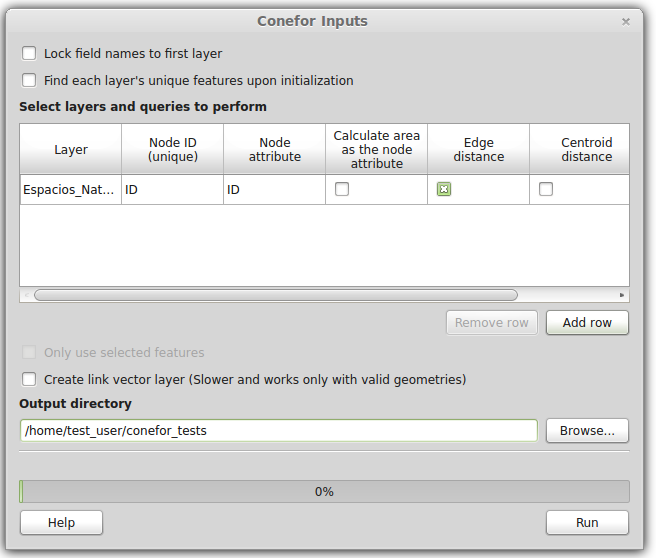 Conefor Inputs
Lock field names to first layer
Find each layer's unique features upon initialization
Select layers and queries to perform
Layer
Node ID
(unique)
Node
attribute
Calculate area
as the node
attribute
Edge
distance
Centroid
distance
Espacios_Nat... ID ID
Remove row Add row
Only use selected features
Create link vector layer (Slower and works only with valid geometries)
Output directory
/home/test_user/conefor_tests Browse...
0%
Help Run